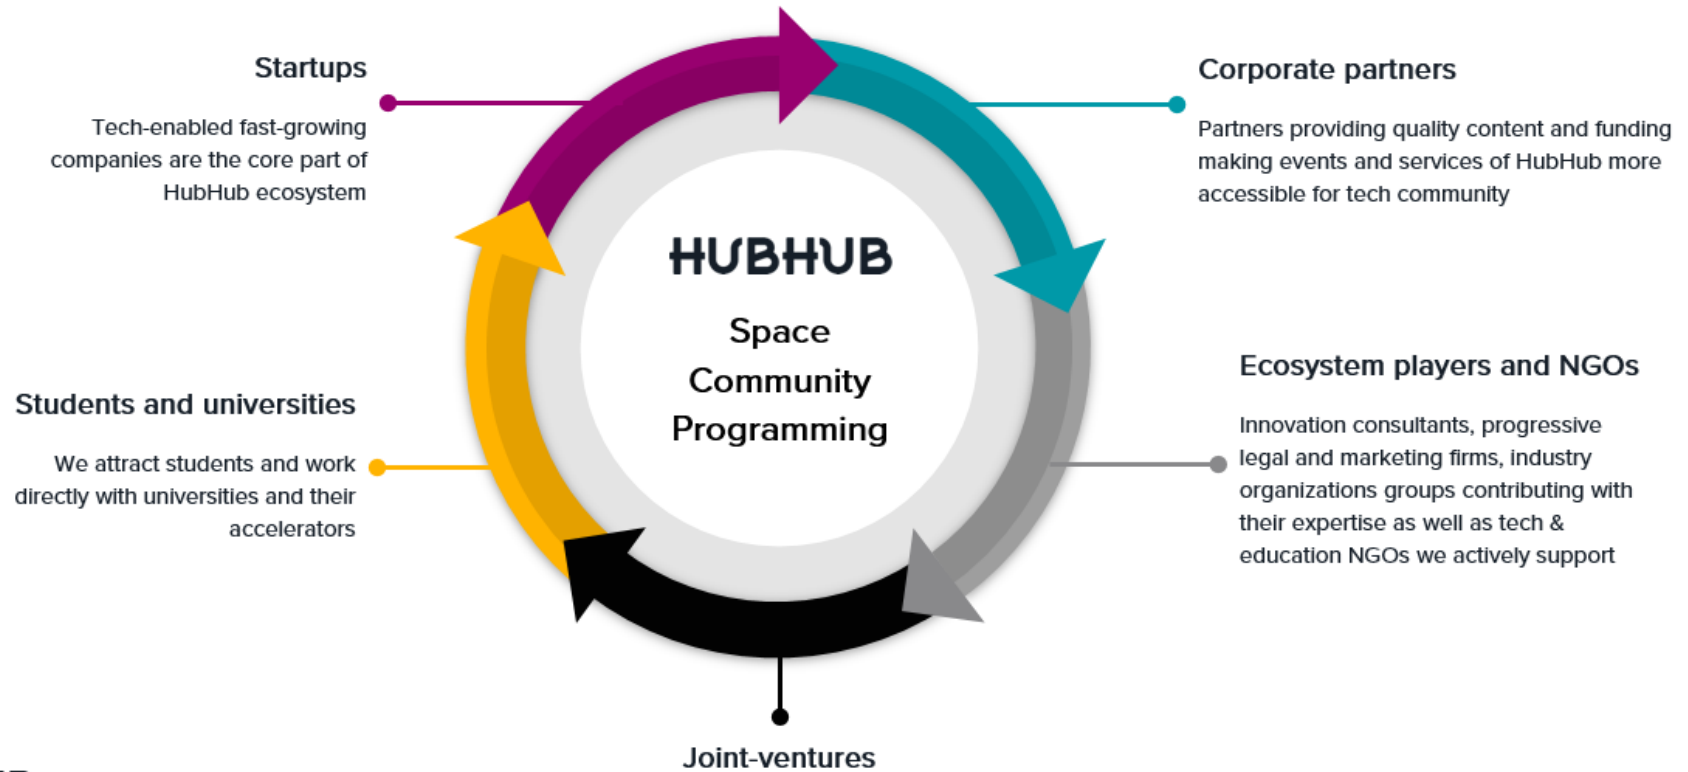 Startups
Tech-enabled fast-growing
companies are the core part of
HubHub ecosystem
Corporate partners
Partners providing quality content and funding
making events and services of HubHub more
accessible for tech community
HUBHUB
Space
Community
Programming
Ecosystem players and NGOs
Innovation consultants, progressive
legal and marketing firms, industry
organizations groups contributing with
their expertise as well as tech &
education NGOs we actively support
Students and universities
We attract students and work
directly with universities and their
accelerators
Joint-ventures